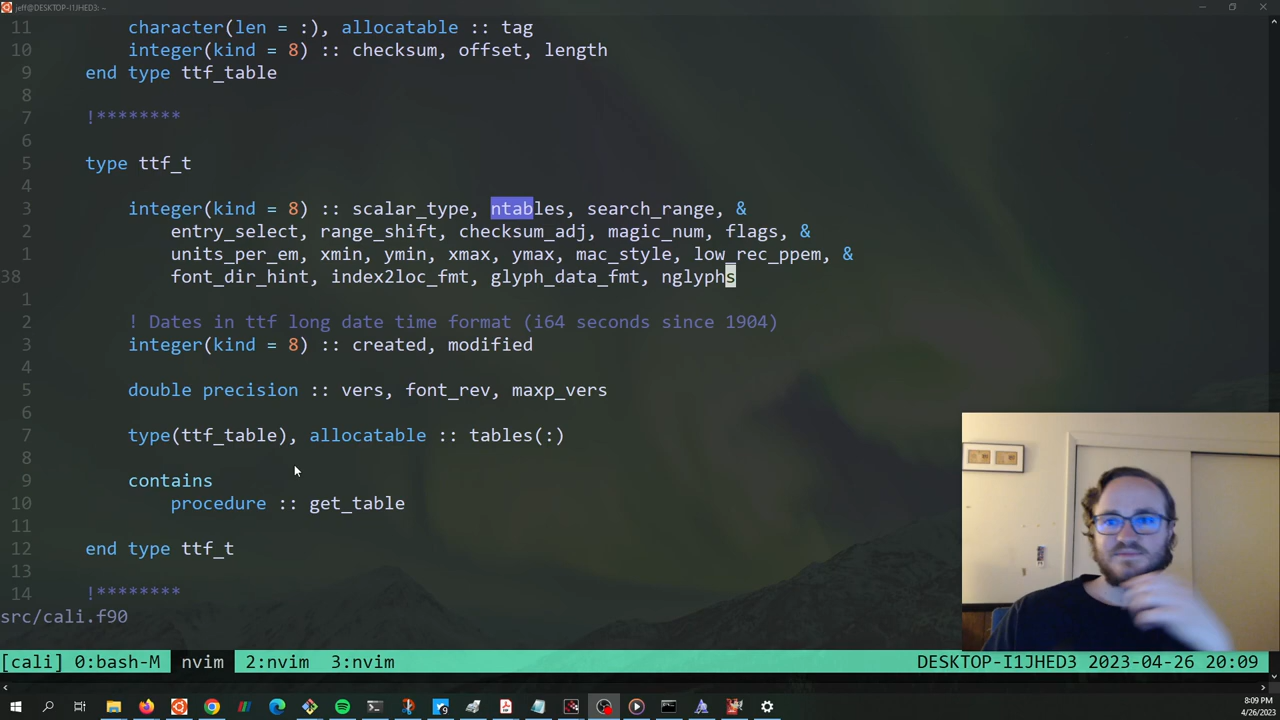 jeff@DESKTOP-I1JHED3: ~
11 character(len = :), allocatable :: tag
10 integer(kind = 8) :: checksum, offset, length
9 end type ttf_table
8
7 !********
6
5 type ttf_t
4
3 integer(kind = 8) :: scalar_type, ntables, search_range, &
2 entry_select, range_shift, checksum_adj, magic_num, flags, &
1 units_per_em, xmin, ymin, xmax, ymax, mac_style, low_rec_ppem, &
38 font_dir_hint, index2loc_fmt, glyph_data_fmt, nglyphs
1
2 ! Dates in ttf long date time format (i64 seconds since 1904)
3 integer(kind = 8) :: created, modified
4
5 double precision :: vers, font_rev, maxp_vers
6
7 type(ttf_table), allocatable :: tables(:)
8
9 contains
10 procedure :: get_table
11
12 end type ttf_t
13
14 !********
src/cali.f90
[cali] 0:bash-M nvim 2:nvim 3:nvim DESKTOP-I1JHED3 2023-04-26 20:09
8:09 PM
4/26/2023